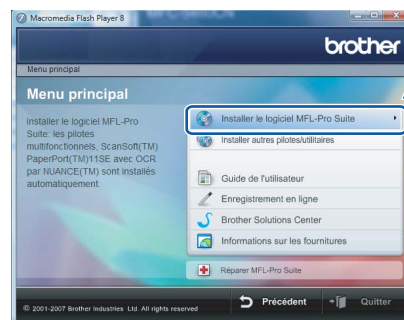 Macromedia Flash Player 8
brother
Menu principal
Menu principal
Installer le logiciel MFL-Pro
Suite: les pilotes
multifonctionnels, ScanSoft(TM)
PaperPort(TM)11SE avec OCR
par NUANCE(TM) sont installés
automatiquement.
Installer le logiciel MFL-Pro Suite
Installer autres pilotes/utilitaires
Guide de l'utilisateur
Enregistrement en ligne
Brother Solutions Center
Informations sur les fournitures
Réparer MFL-Pro Suite
© 2001-2007 Brother Industries Ltd. All rights reserved
Précédent
Quitter